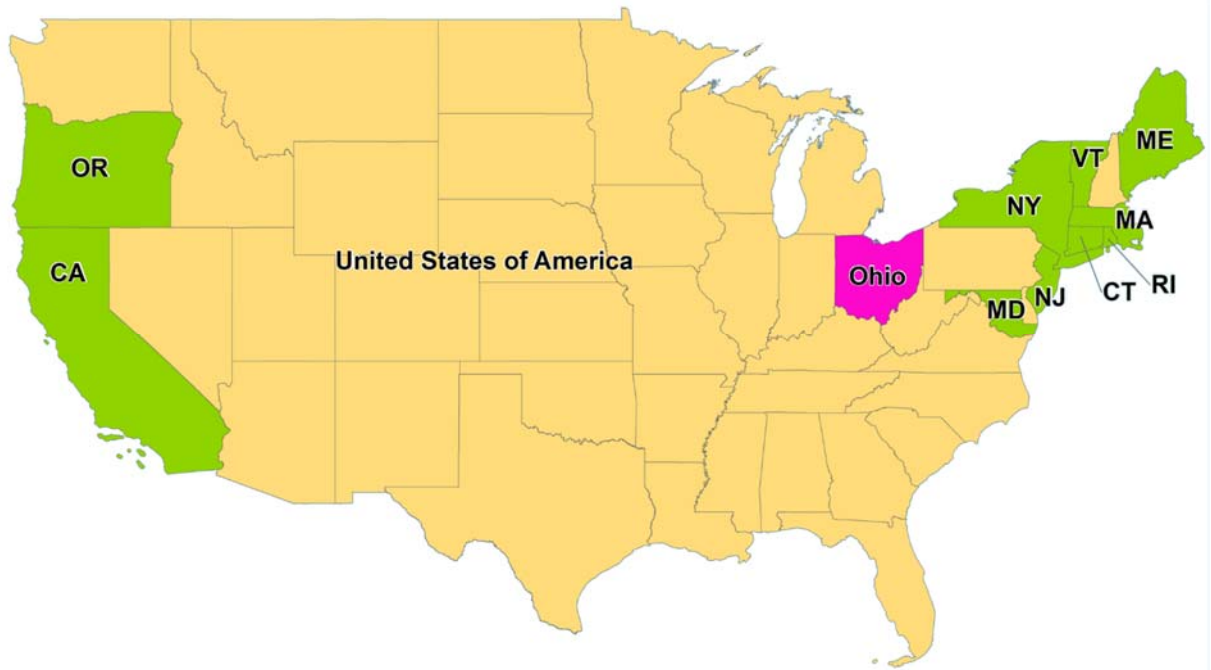 ME
VT
OR
NY
MA
United States of America
CA
Ohio
RI
CT
NJ
MD